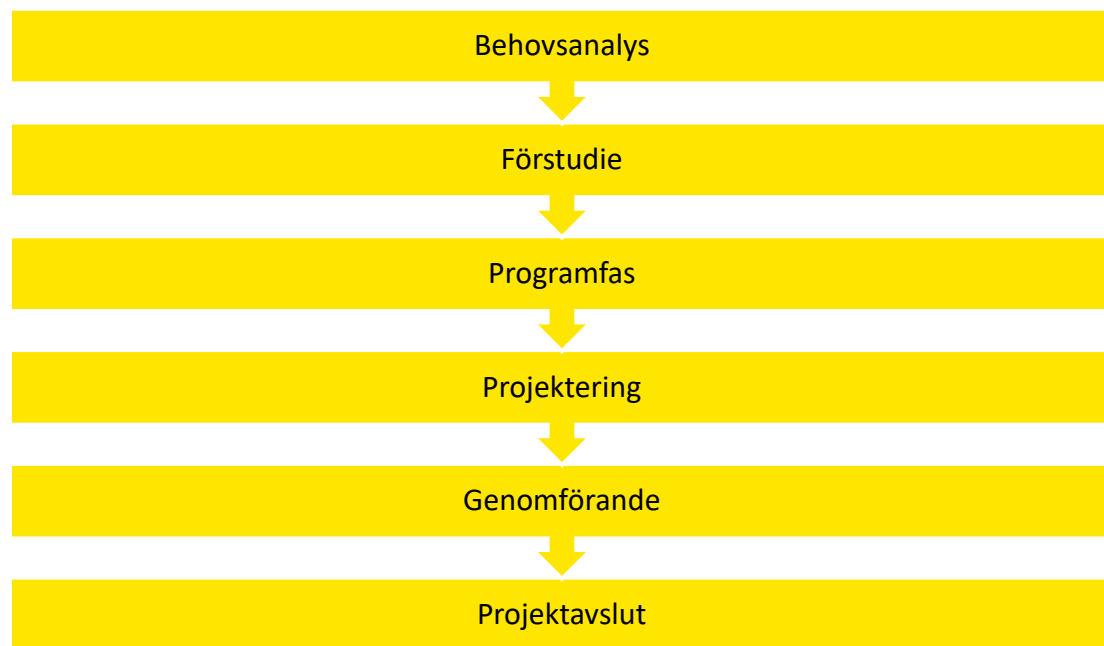 Behovsanalys
Förstudie
Programfas
Projektering
Genomförande
Projektavslut